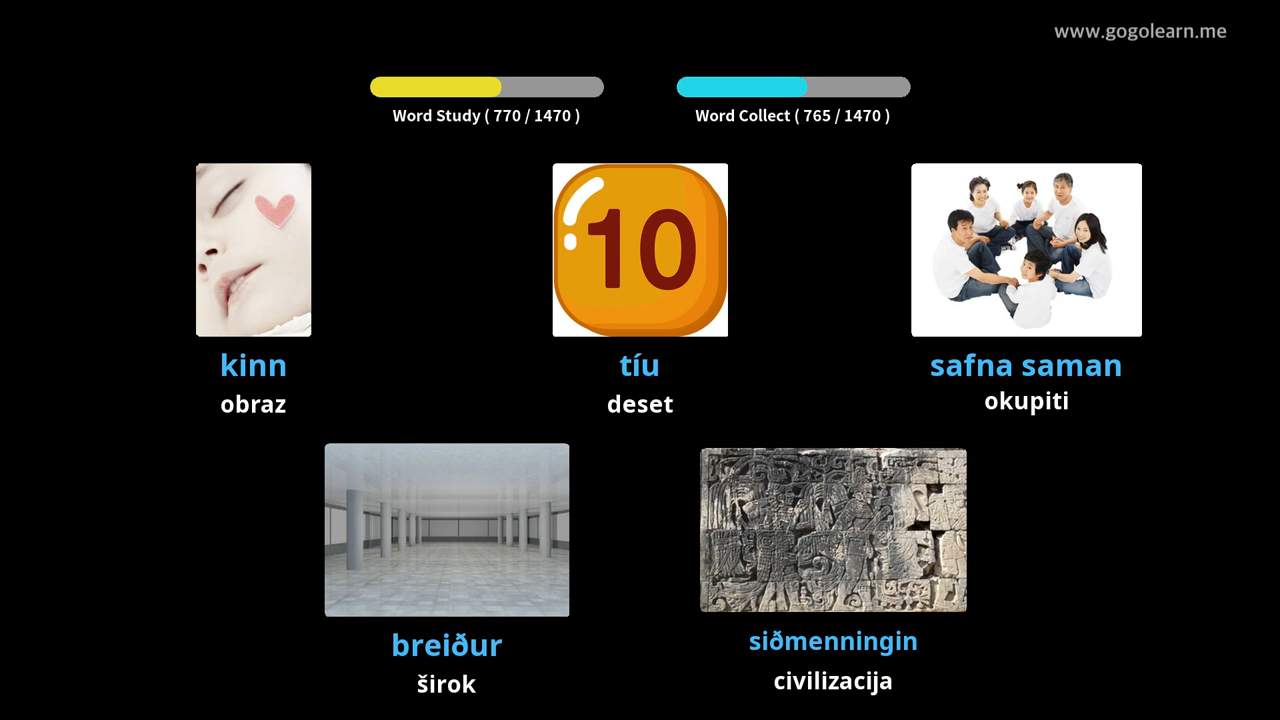 www.gogolearn.me
Word Study ( 770 / 1470 )
Word Collect ( 765 / 1470 )
10
kinn
tíu
safna saman
obraz
deset
okupiti
breiður
siðmenningin
širok
civilizacija